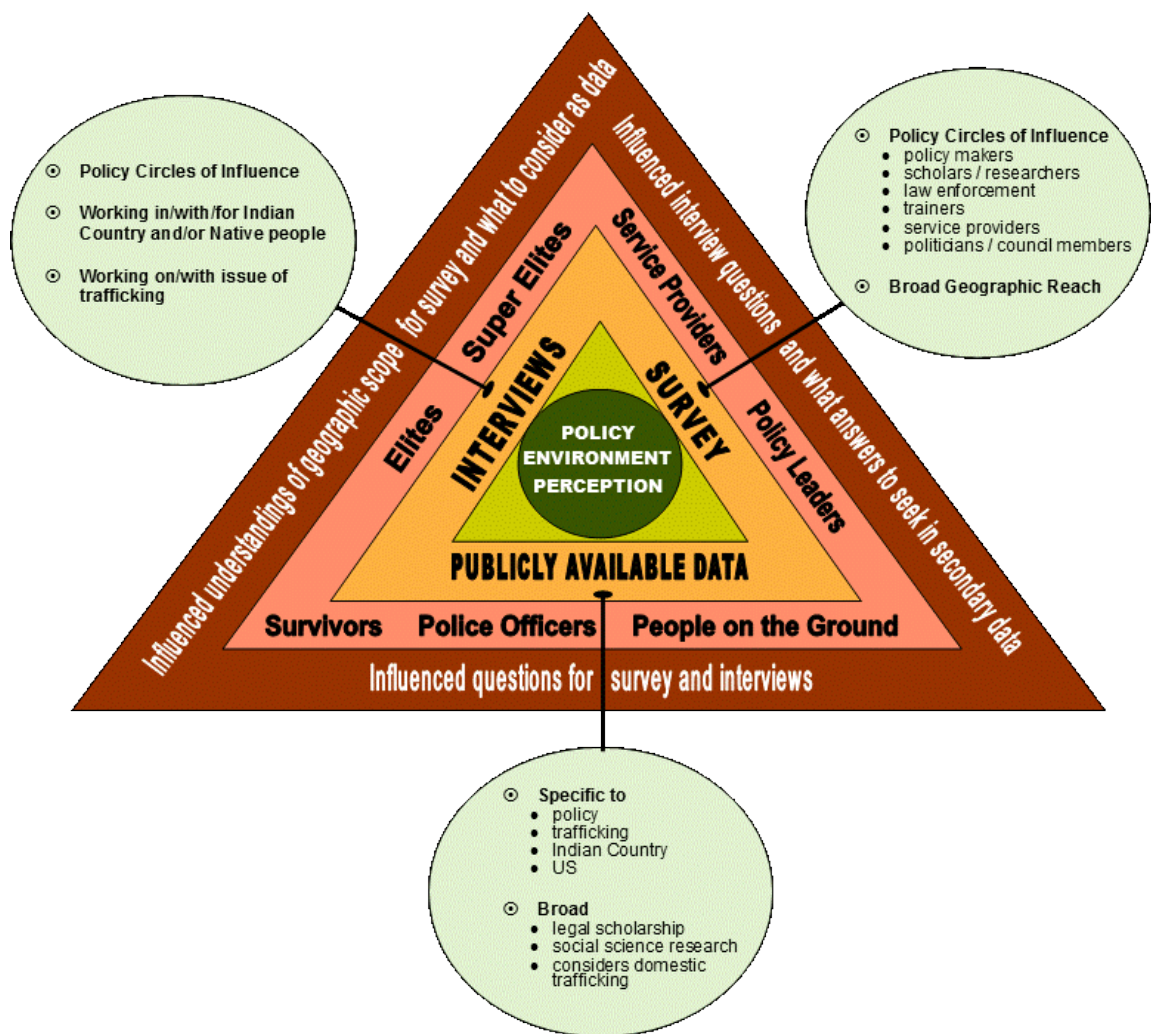 Policy Circles of Influence
Working in/with/for Indian
Country and/or Native people
Working on/with issue of
trafficking
Policy Circles of Influence
policy makers
scholars / researchers
law enforcement
trainers
service providers
politicians / council members
Broad Geographic Reach
Influenced understandings of geographic scope for survey and what to consider as data
Influenced interview questions and what answers to seek in secondary data
Elites Super Elites
Service Providers Policy Leaders
INTERVIEWS
SURVEY
POLICY
ENVIRONMENT
PERCEPTION
PUBLICLY AVAILABLE DATA
Survivors Police Officers People on the Ground
Influenced questions for survey and interviews
Specific to
policy
trafficking
Indian Country
US
Broad
legal scholarship
social science research
considers domestic
trafficking